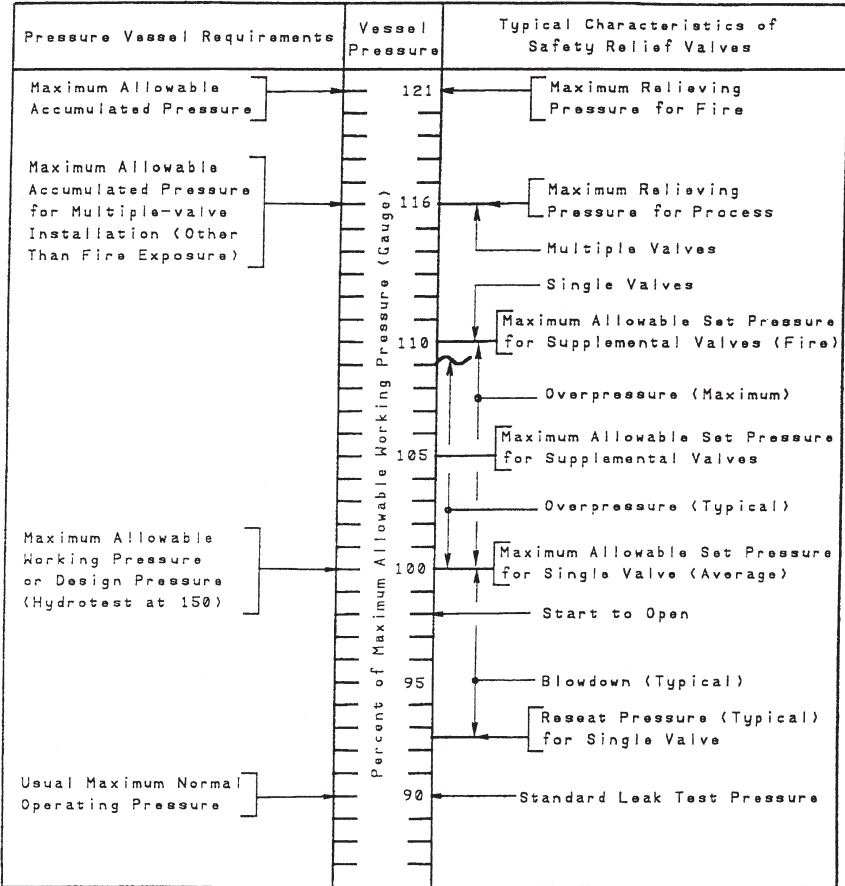 Pressure Vessel Requirements
Vessel
Pressure
Typical Characteristics of
Safety Relief Valves
Maximum Allowable
Accumulated Pressure
121
Maximum Relieving
Pressure for Fire
Maximum Allowable
Accumulated Pressure
for Multiple-valve
Installation (Other
Than Fire Exposure)
116
Maximum Relieving
Pressure for Process
Multiple Valves
Single Valves
110
Maximum Allowable Set Pressure
for Supplemental Valves (Fire)
Overpressure (Maximum)
105
Maximum Allowable Set Pressure
for Supplemental Valves
Overpressure (Typical)
Maximum Allowable
Working Pressure
or Design Pressure
(Hydrotest at 150)
100
Maximum Allowable Set Pressure
for Single Valve (Average)
Start to Open
95
Blowdown (Typical)
Reseat Pressure (Typical)
for Single Valve
Usual Maximum Normal
Operating Pressure
90
Standard Leak Test Pressure
Percent of Maximum Allowable Working Pressure (Gauge)